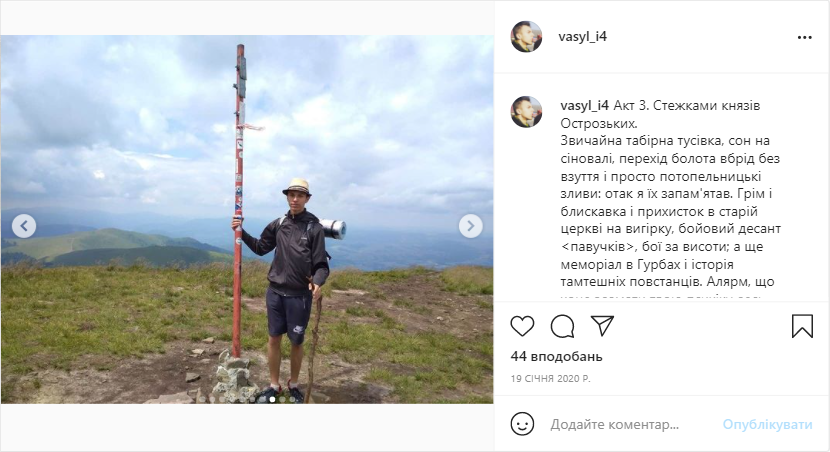 vasyl_i4
vasyl_i4 Акт 3. Стежками князів
Острозьких.
Звичайна табірна тусівка, сон на
сіновалі, перехід болота вбрід без
взуття і просто потопельницькі
зливи: отак я їх запам'ятав. Грім і
блискавка і прихисток в старій
церкві на вигірку, бойовий десант
<павучків>, бої за висоти; а ще
меморіал в Гурбах і історія
тамтешніх повстанців. Алярм, що
44 вподобань
19 СІЧНЯ 2020 Р.
Додайте коментар...
Опублікувати